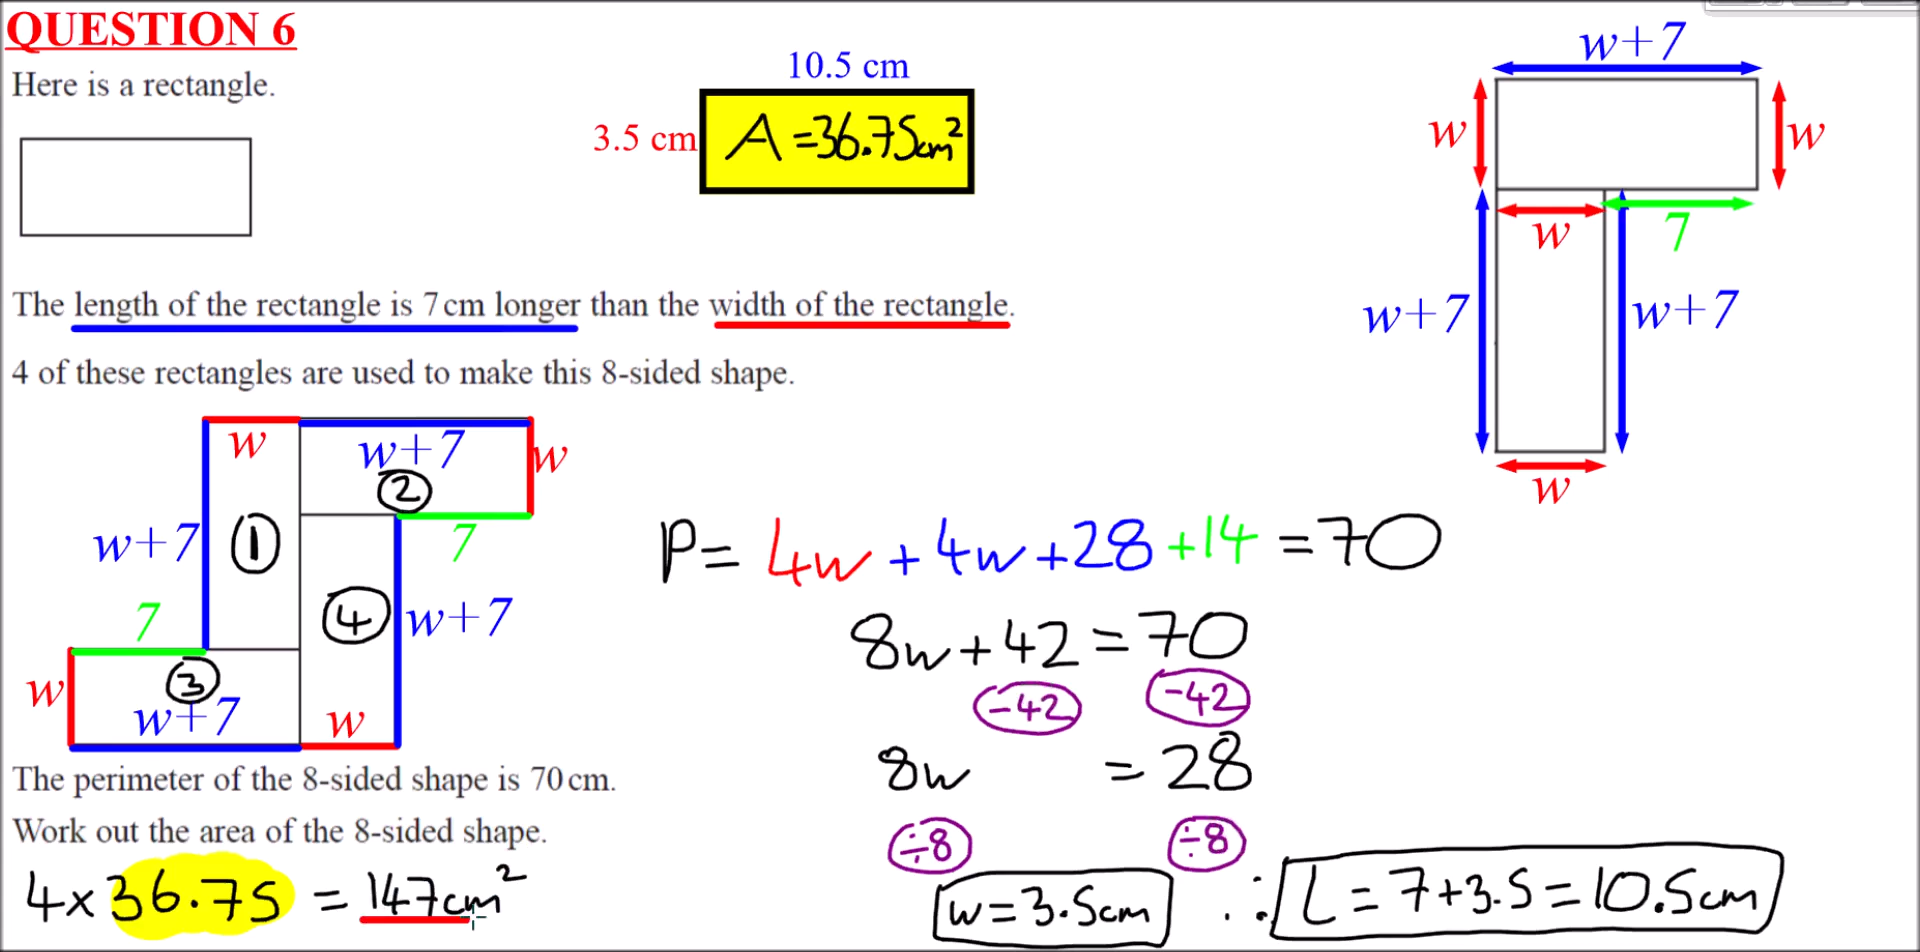 QUESTION 6
Here is a rectangle.
10.5 cm
3.5 cm
A = 36.75cm²
w+7
w
w
w
7
w+7
w+7
w
The length of the rectangle is 7 cm longer than the width of the rectangle.
4 of these rectangles are used to make this 8-sided shape.
w
w+7
w
2
w+7
1
7
4
w+7
7
w
3
w+7
w
P = 4w + 4w + 28 + 14 = 70
8w + 42 = 70
-42 -42
8w = 28
÷8 ÷8
w = 3.5cm ∴ L = 7 + 3.5 = 10.5cm
The perimeter of the 8-sided shape is 70 cm.
Work out the area of the 8-sided shape.
4 x 36.75 = 147cm²